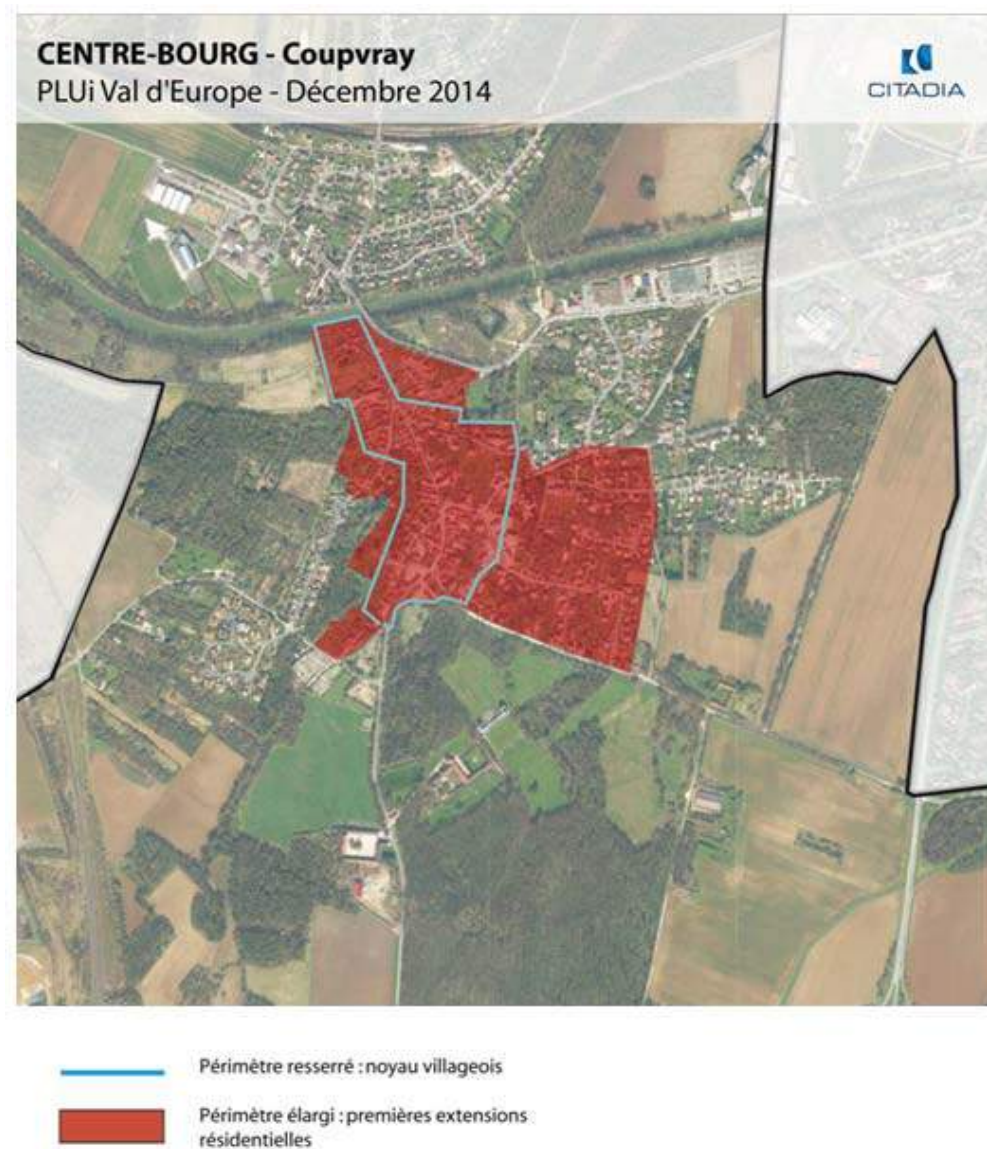 CENTRE-BOURG - Coupvray
PLUi Val d'Europe - Décembre 2014
CITADIA
Périmètre resserré : noyau villageois
Périmètre élargi : premières extensions
résidentielles